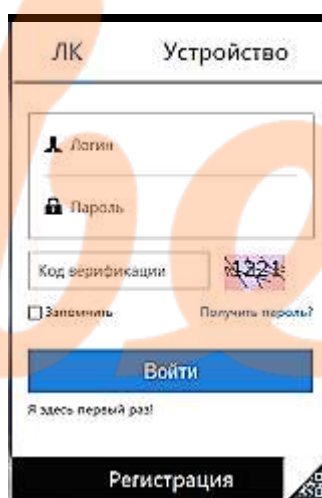 ЛК Устройство
Логин
Пароль
Код верификации 1221
Запомнить Получить пароль?
Войти
Я здесь первый раз!
Регистрация